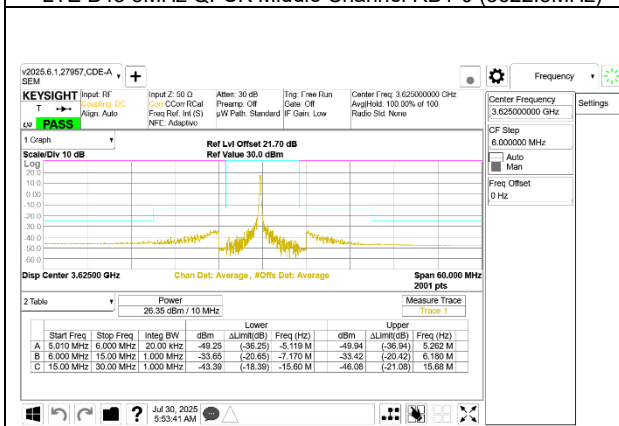 v2025.6.1,27957,CDE-A
SEM
Frequency
KEYSIGHT
Input: RF
Coupling: DC
Align: Auto
Input Z: 50 Ω
Corr CCorr RCal
Freq Ref: Int (S)
NFE: Adaptive
Atten: 30 dB
Preamp: Off
µW Path: Standard
Trig: Free Run
Gate: Off
IF Gain: Low
Center Freq: 3.625000000 GHz
Avg|Hold: 100.00% of 100
Radio Std: None
PASS
Center Frequency
3.625000000 GHz
Settings
CF Step
6.000000 MHz
Auto
Man
Freq Offset
0 Hz
1 Graph
Scale/Div 10 dB
Ref Lvl Offset 21.70 dB
Ref Value 30.0 dBm
Log
20.0
10.0
0
-10.0
-20.0
-30.0
-40.0
-50.0
-60.0
Disp Center 3.62500 GHz
Chan Det: Average , #Offs Det: Average
Span 60.000 MHz
2001 pts
2 Table
Power
26.35 dBm / 10 MHz
Measure Trace
Trace 1
Lower Upper
Start Freq Stop Freq Integ BW dBm ΔLimit(dB) Freq (Hz) dBm ΔLimit(dB) Freq (Hz)
A 5.010 MHz 6.000 MHz 20.00 kHz -49.25 (-36.25) -5.119 M -49.94 (-36.94) 5.262 M
B 6.000 MHz 15.00 MHz 1.000 MHz -33.65 (-20.65) -7.170 M -33.42 (-20.42) 6.180 M
C 15.00 MHz 30.00 MHz 1.000 MHz -43.39 (-18.39) -15.60 M -46.08 (-21.08) 15.68 M
Jul 30, 2025
5:53:41 AM